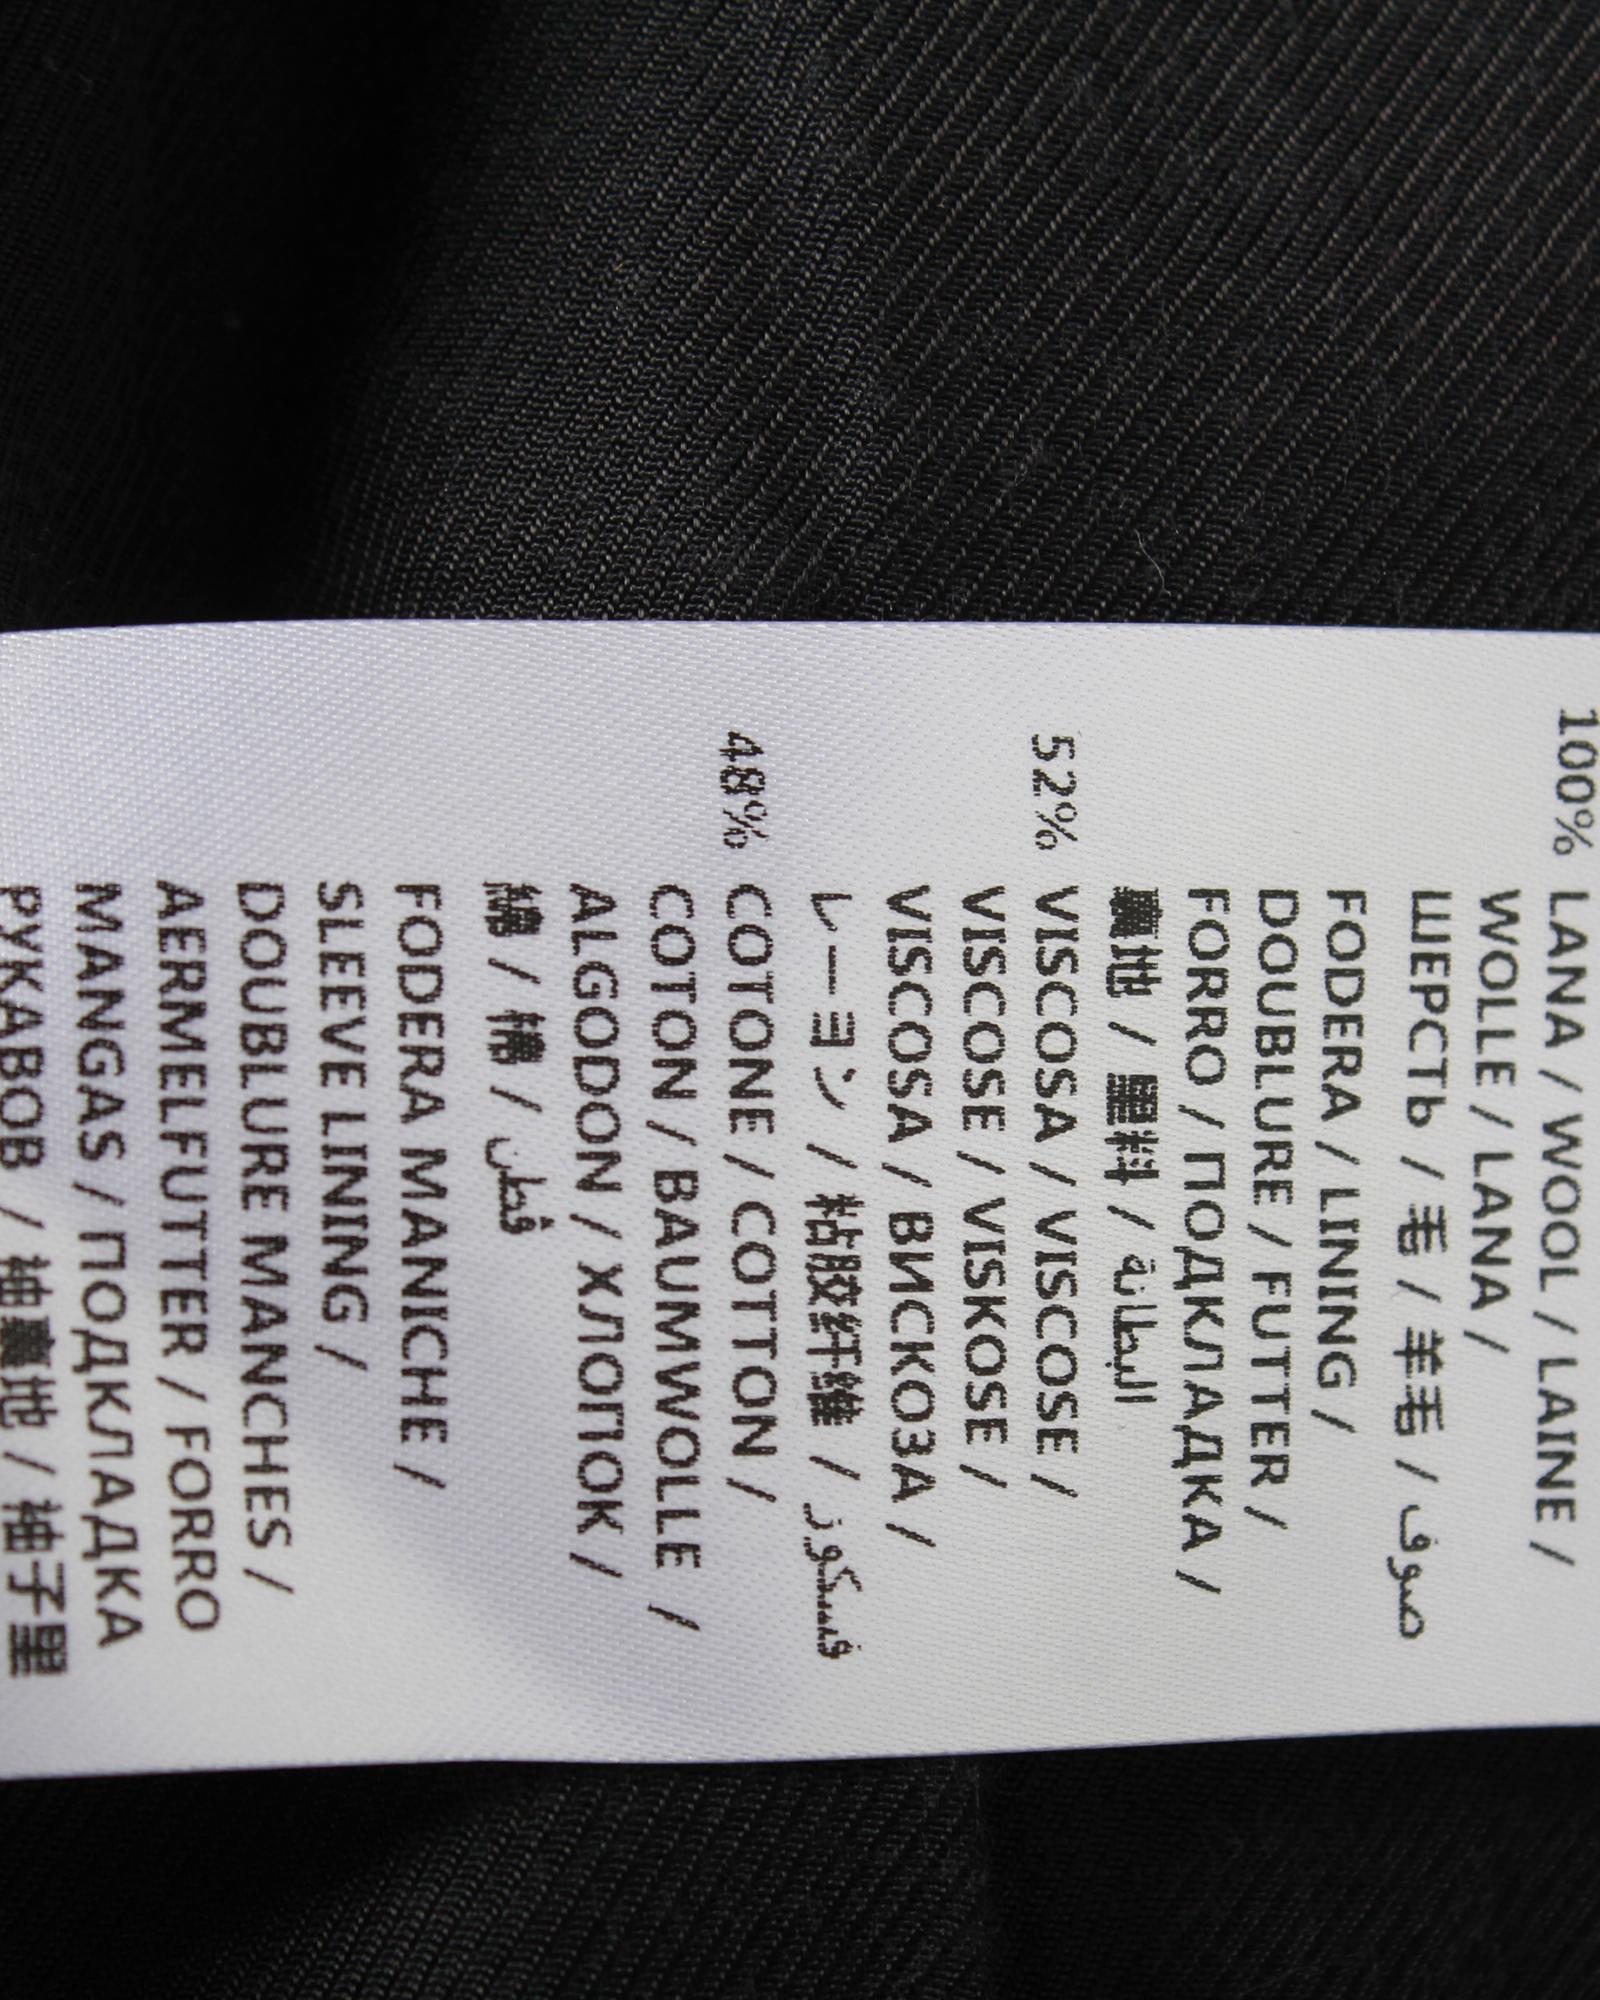 100% LANA / WOOL / LAINE /
WOLLE / LANA /
ШЕРСТЬ / 毛 / 羊毛 / صوف
FODERA / LINING /
DOUBLURE / FUTTER /
FORRO / ПОДКЛАДКА /
裏地 / 里料 / البطانة
52% VISCOSA / VISCOSE /
VISCOSE / VISKOSE /
VISCOSA / ВИСКОЗА /
レーヨン / 粘胶纤维 / فسكوز
48% COTONE / COTTON /
COTON / BAUMWOLLE /
ALGODON / ХЛОПОК /
綿 / 棉 / قطن
FODERA MANICHE /
SLEEVE LINING /
DOUBLURE MANCHES /
AERMELFUTTER / FORRO
MANGAS / ПОДКЛАДКА
РУКАВОВ / 袖裏地 / 袖子里